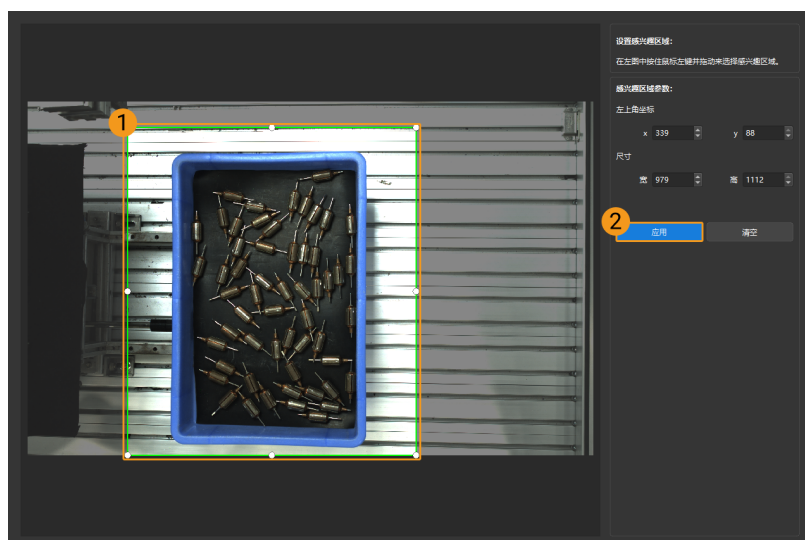 设置感兴趣区域:
在左图中按住鼠标左键并拖动来选择感兴趣区域。
感兴趣区域参数:
左上角坐标
x 339 y 88
尺寸
宽 979 高 1112
1
2
应用 清空